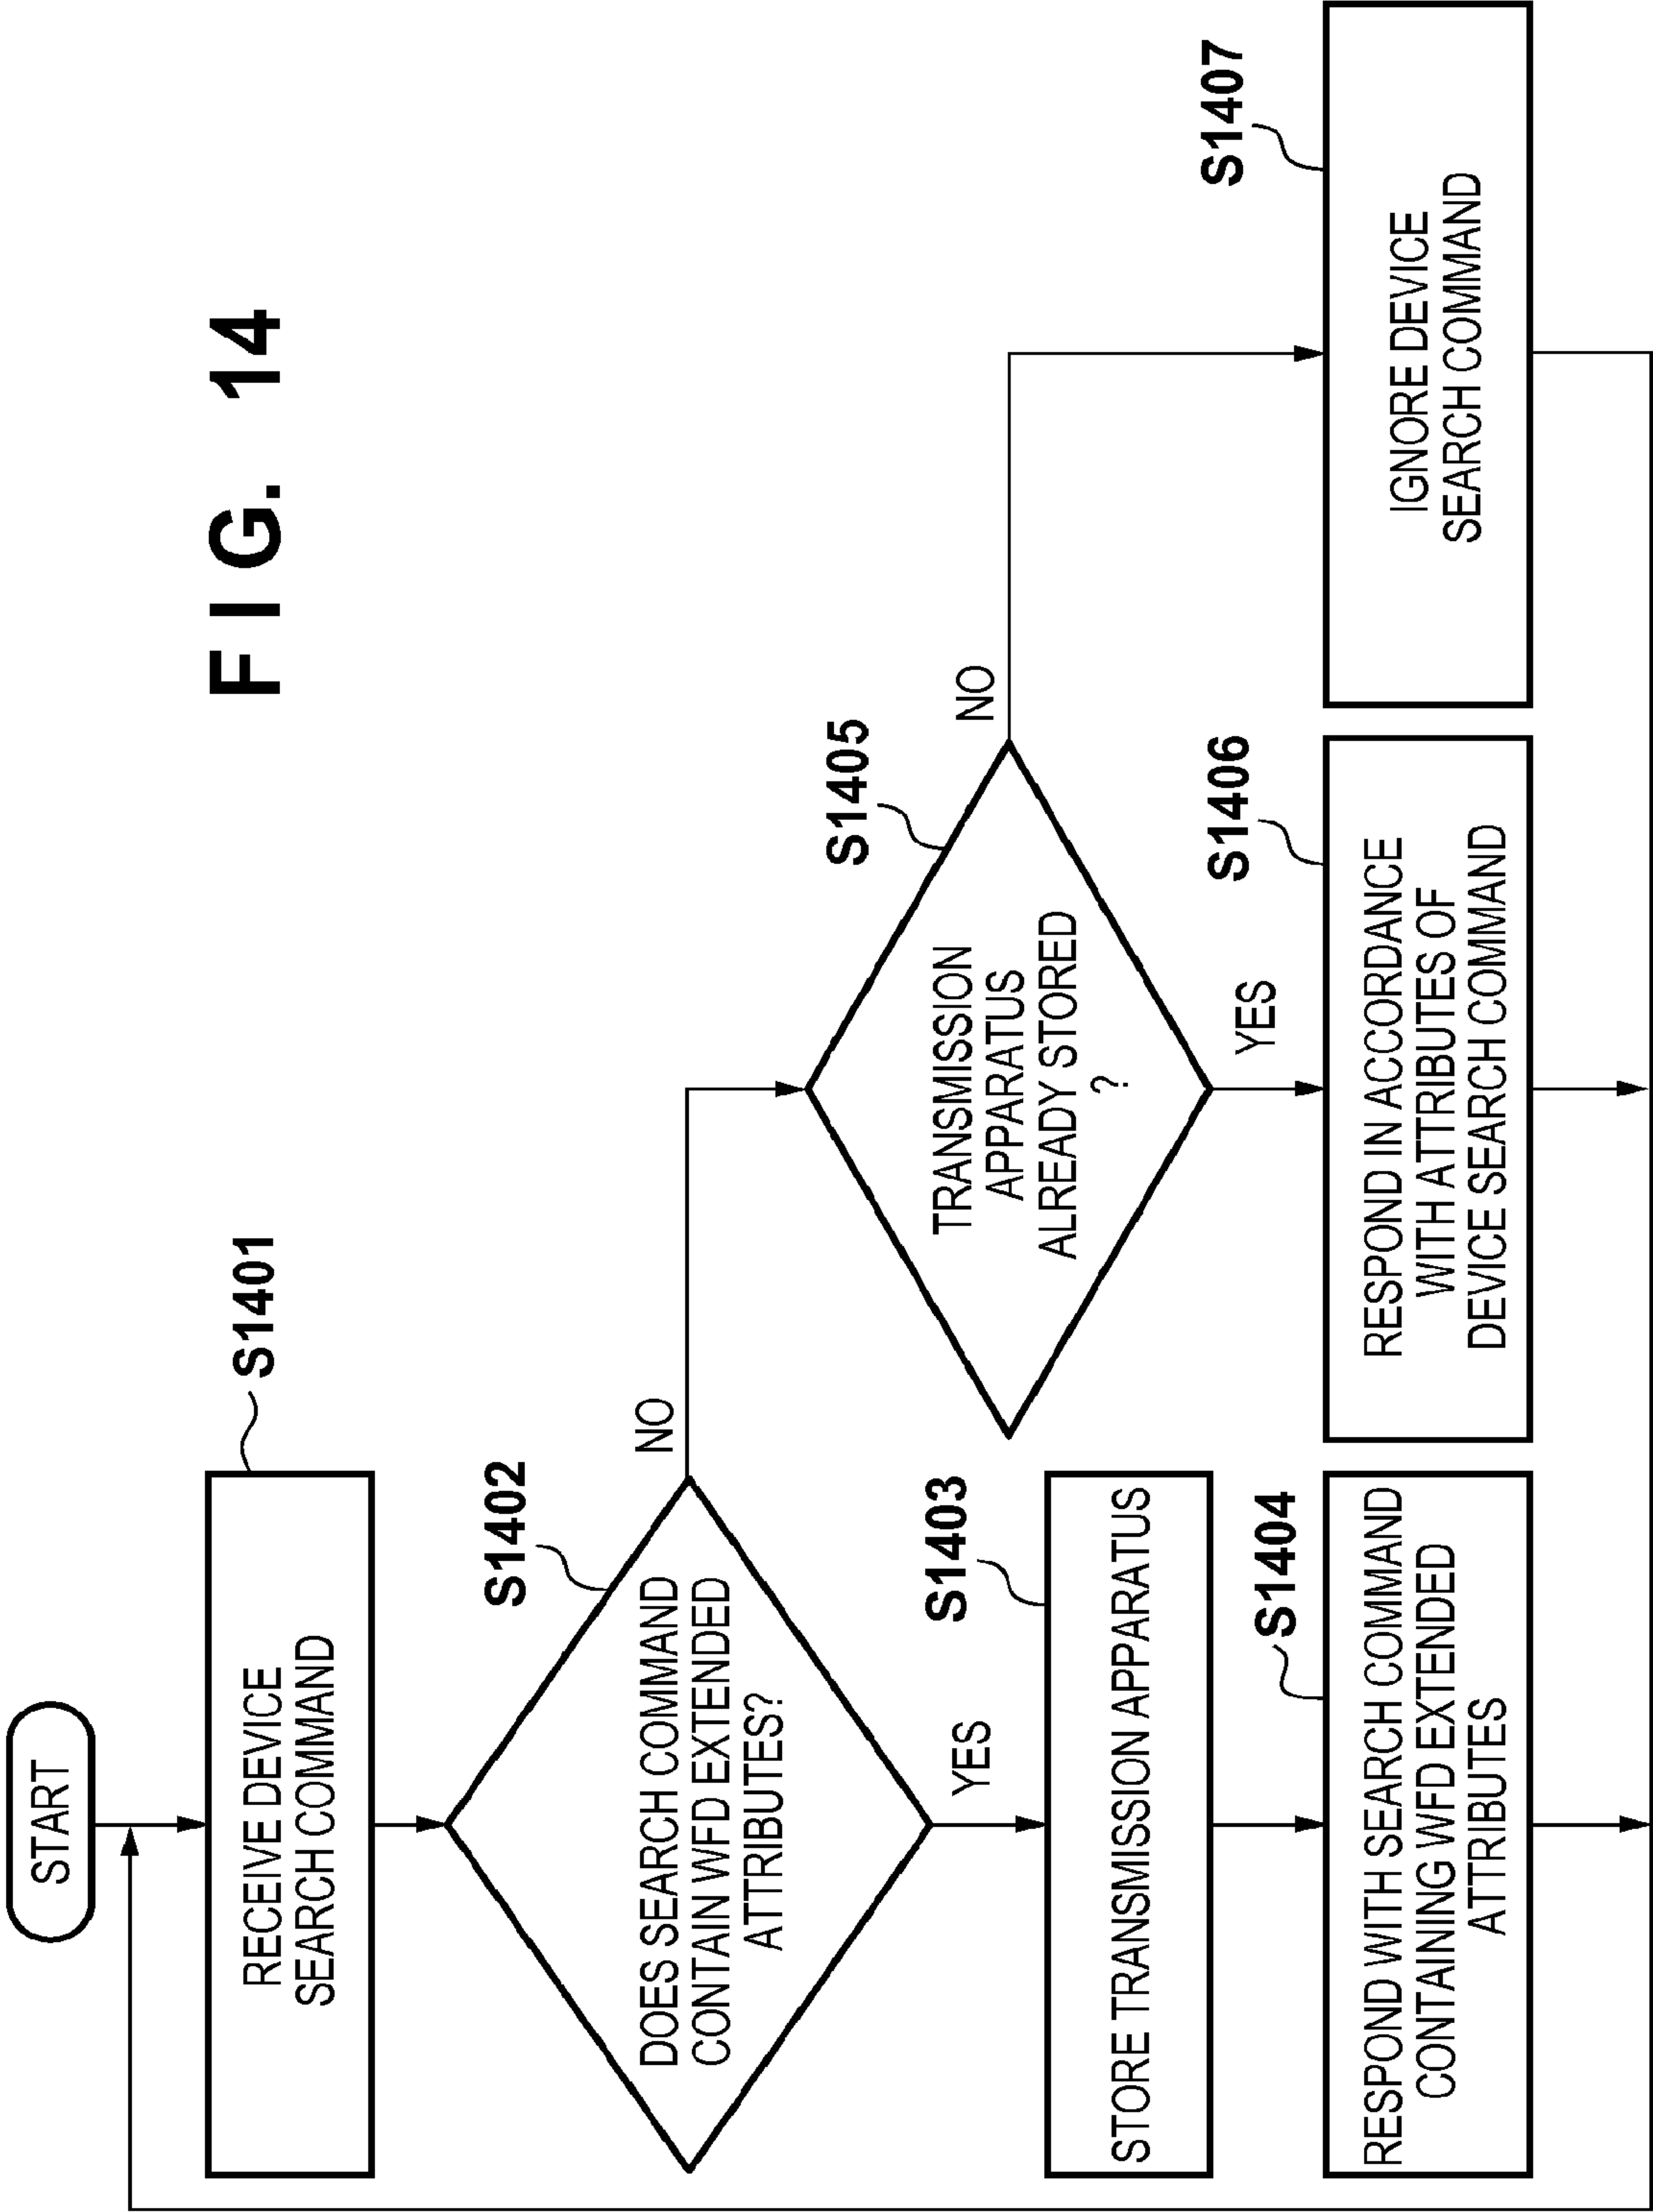 FIG. 14
START
S1401
RECEIVE DEVICE
SEARCH COMMAND
S1402
DOES SEARCH COMMAND
CONTAIN WFD EXTENDED
ATTRIBUTES?
NO
YES
S1403
STORE TRANSMISSION APPARATUS
S1404
RESPOND WITH SEARCH COMMAND
CONTAINING WFD EXTENDED
ATTRIBUTES
S1405
TRANSMISSION
APPARATUS
ALREADY STORED
?
NO
YES
S1406
RESPOND IN ACCORDANCE
WITH ATTRIBUTES OF
DEVICE SEARCH COMMAND
S1407
IGNORE DEVICE
SEARCH COMMAND